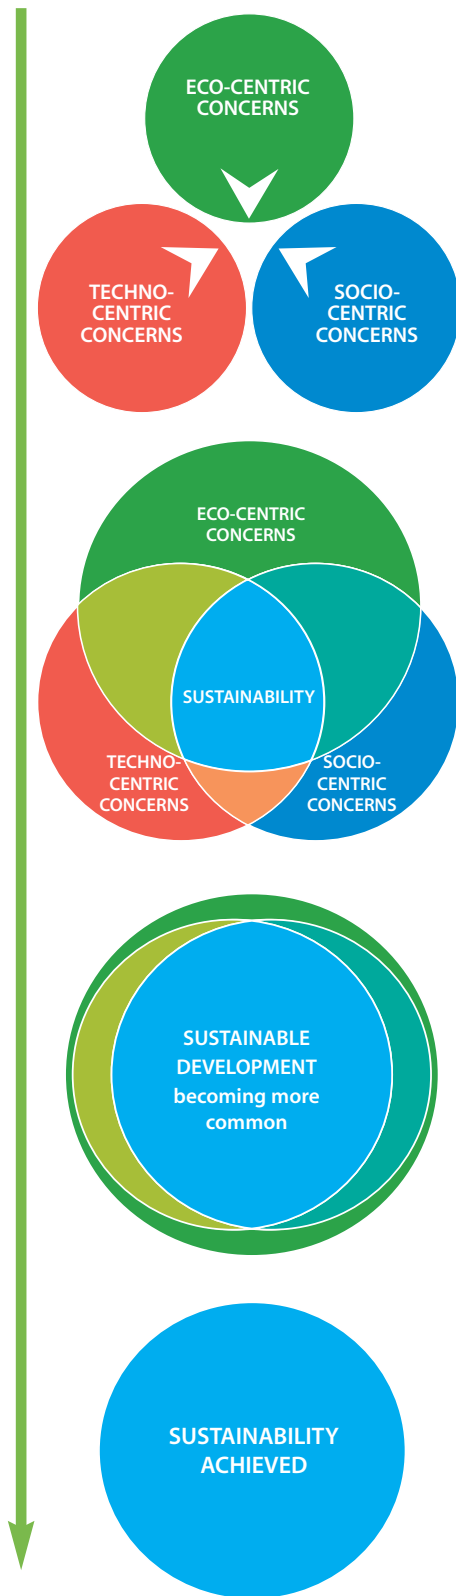 ECO-CENTRIC
CONCERNS
TECHNO-
CENTRIC
CONCERNS
SOCIO-
CENTRIC
CONCERNS
ECO-CENTRIC
CONCERNS
SUSTAINABILITY
TECHNO-
CENTRIC
CONCERNS
SOCIO-
CENTRIC
CONCERNS
SUSTAINABLE
DEVELOPMENT
becoming more
common
SUSTAINABILITY
ACHIEVED